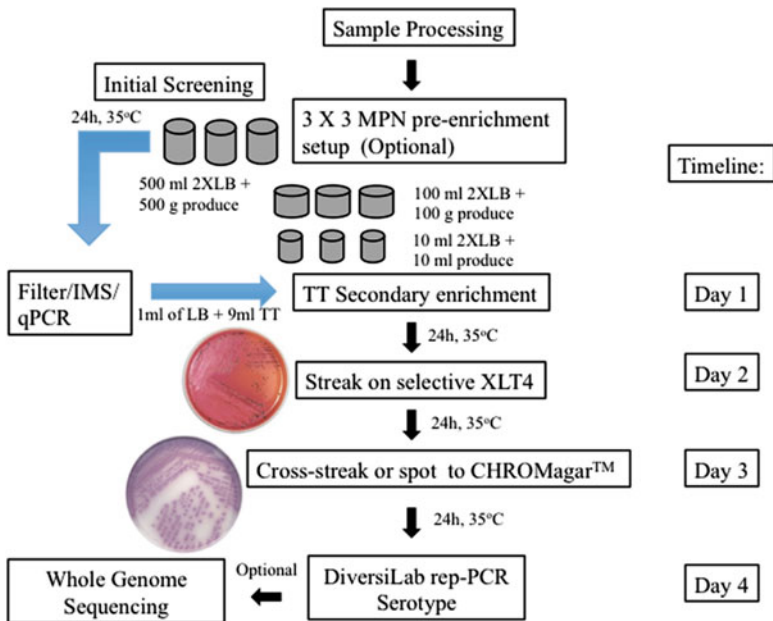 Sample Processing
Initial Screening
24h, 35°C
3 X 3 MPN pre-enrichment
setup (Optional)
Timeline:
500 ml 2XLB +
500 g produce
100 ml 2XLB +
100 g produce
10 ml 2XLB +
10 ml produce
Filter/IMS/
qPCR
1ml of LB + 9ml TT
TT Secondary enrichment
Day 1
24h, 35°C
Streak on selective XLT4
Day 2
24h, 35°C
Cross-streak or spot to CHROMagar™
Day 3
24h, 35°C
Whole Genome
Sequencing
Optional
DiversiLab rep-PCR
Serotype
Day 4